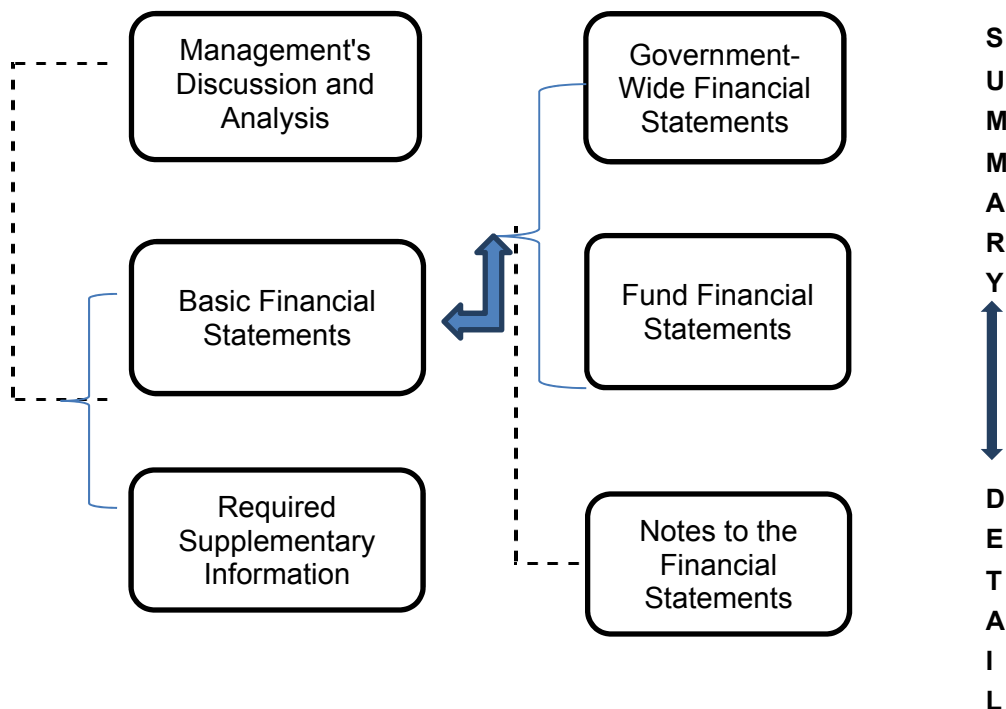 Management's
Discussion and
Analysis
Government-
Wide Financial
Statements
Basic Financial
Statements
Fund Financial
Statements
Required
Supplementary
Information
Notes to the
Financial
Statements
S
U
M
M
A
R
Y
D
E
T
A
I
L